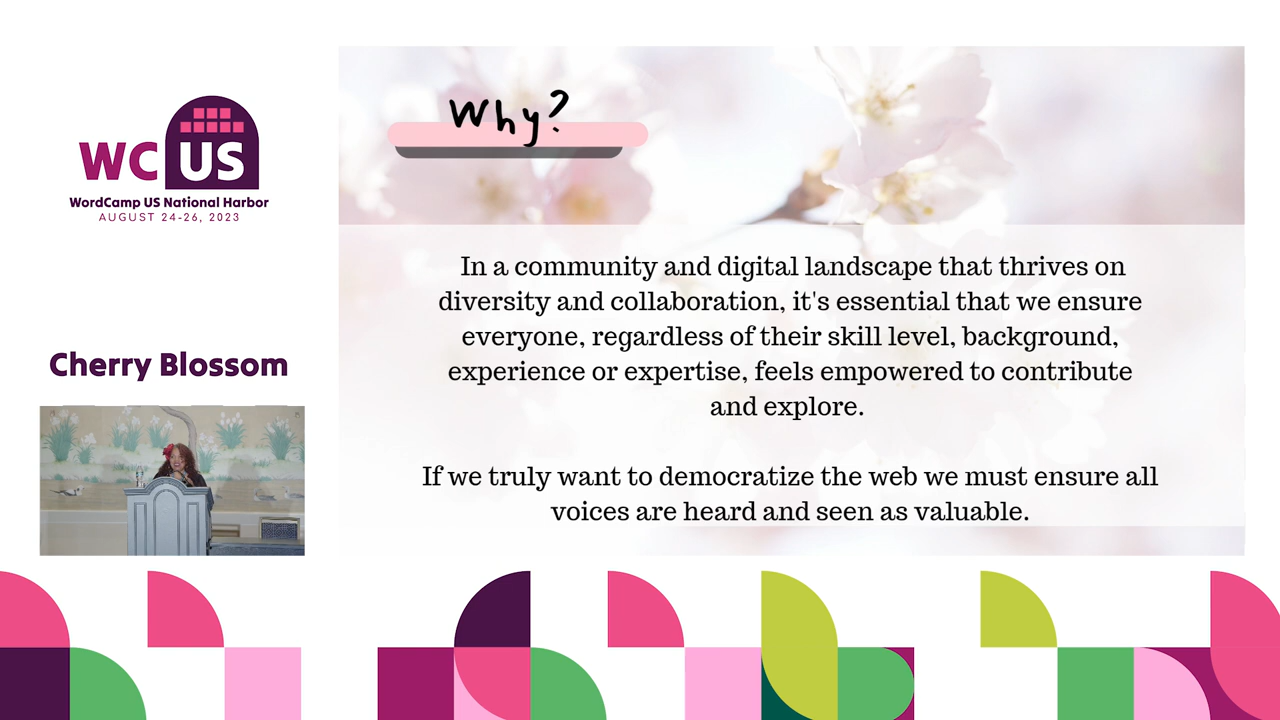 WC US
WordCamp US National Harbor
AUGUST 24-26, 2023
Cherry Blossom
Why?
In a community and digital landscape that thrives on
diversity and collaboration, it's essential that we ensure
everyone, regardless of their skill level, background,
experience or expertise, feels empowered to contribute
and explore.
If we truly want to democratize the web we must ensure all
voices are heard and seen as valuable.